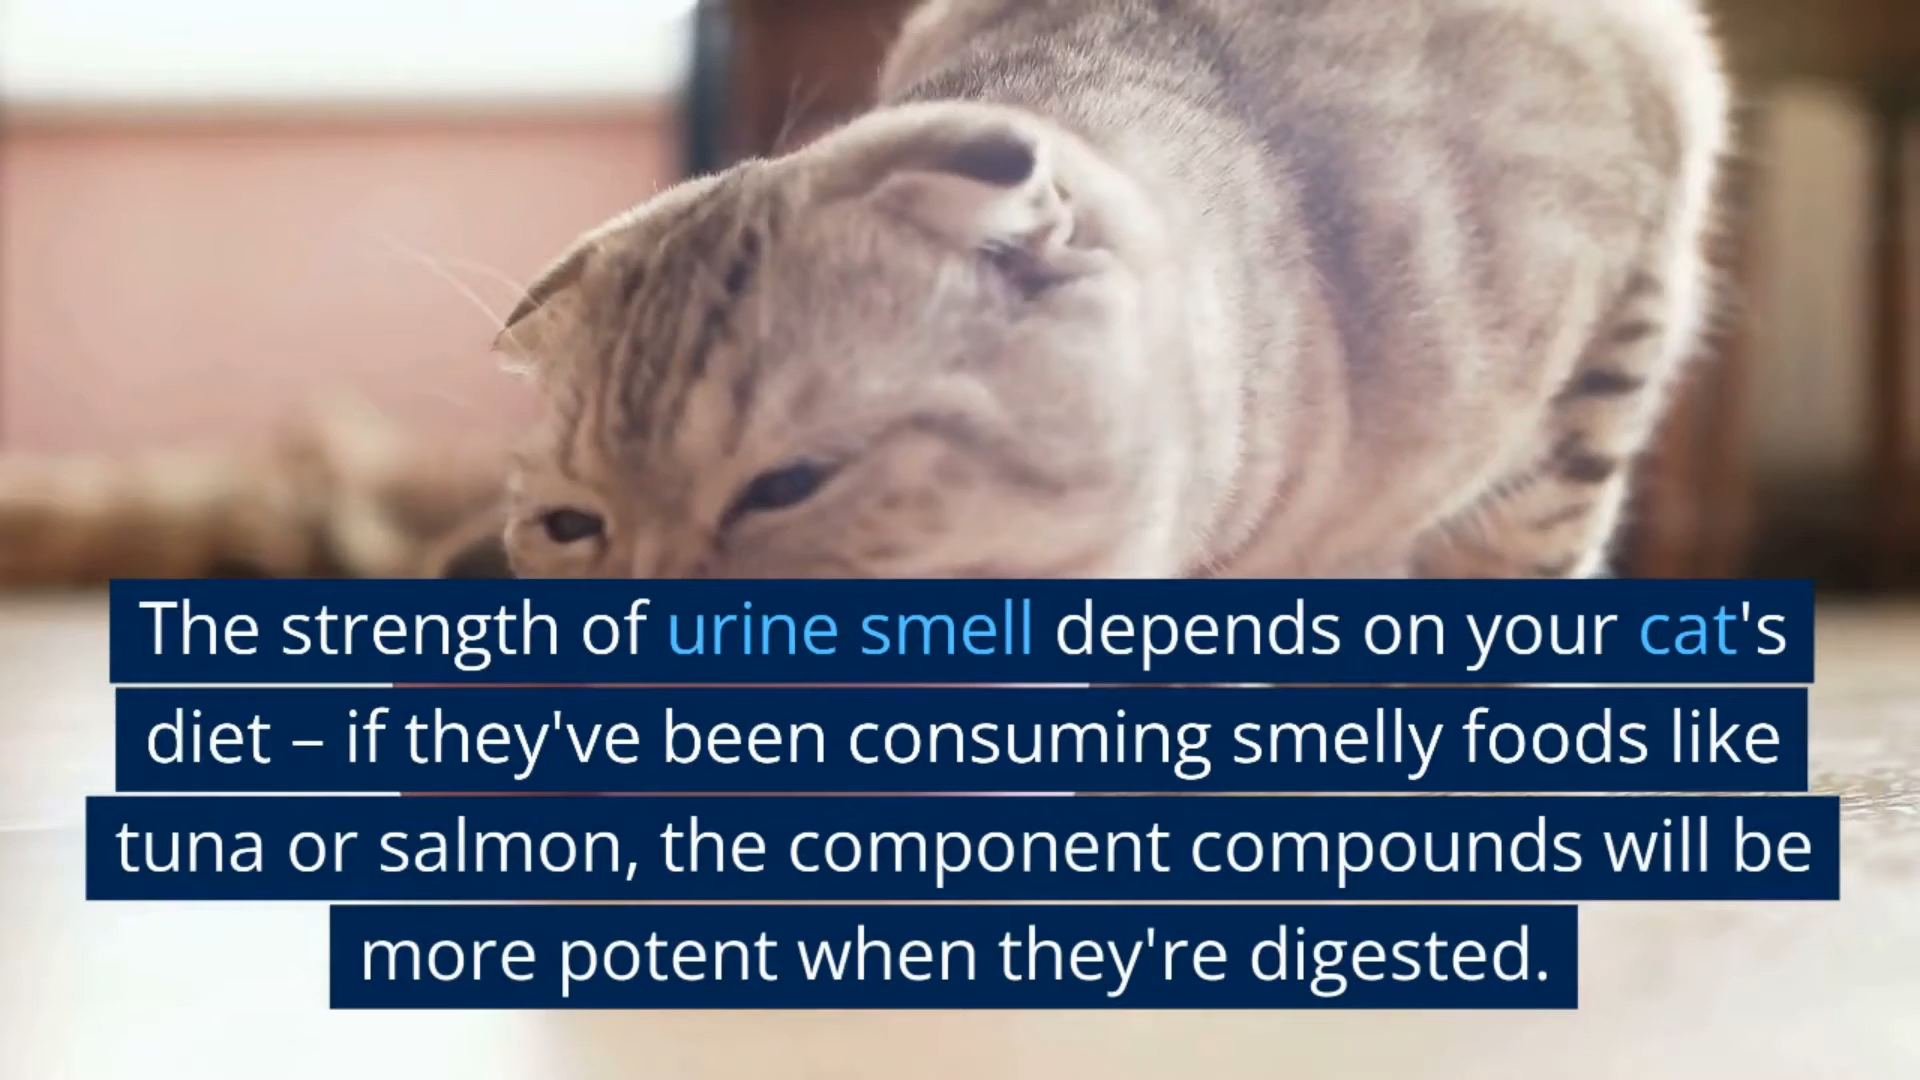 The strength of urine smell depends on your cat's
diet – if they've been consuming smelly foods like
tuna or salmon, the component compounds will be
more potent when they're digested.